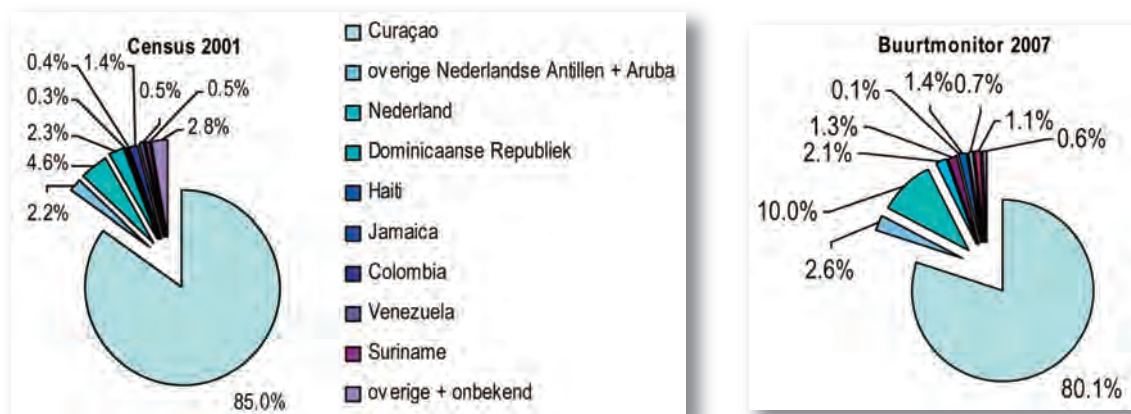 Census 2001
0.4%
1.4%
0.5%
0.5%
0.3%
2.8%
2.3%
4.6%
2.2%
85.0%
Curaçao
overige Nederlandse Antillen + Aruba
Nederland
Dominicaanse Republiek
Haiti
Jamaica
Colombia
Venezuela
Suriname
overige + onbekend
Buurtmonitor 2007
1.4%
0.7%
0.1%
1.3%
1.1%
0.6%
2.1%
10.0%
2.6%
80.1%